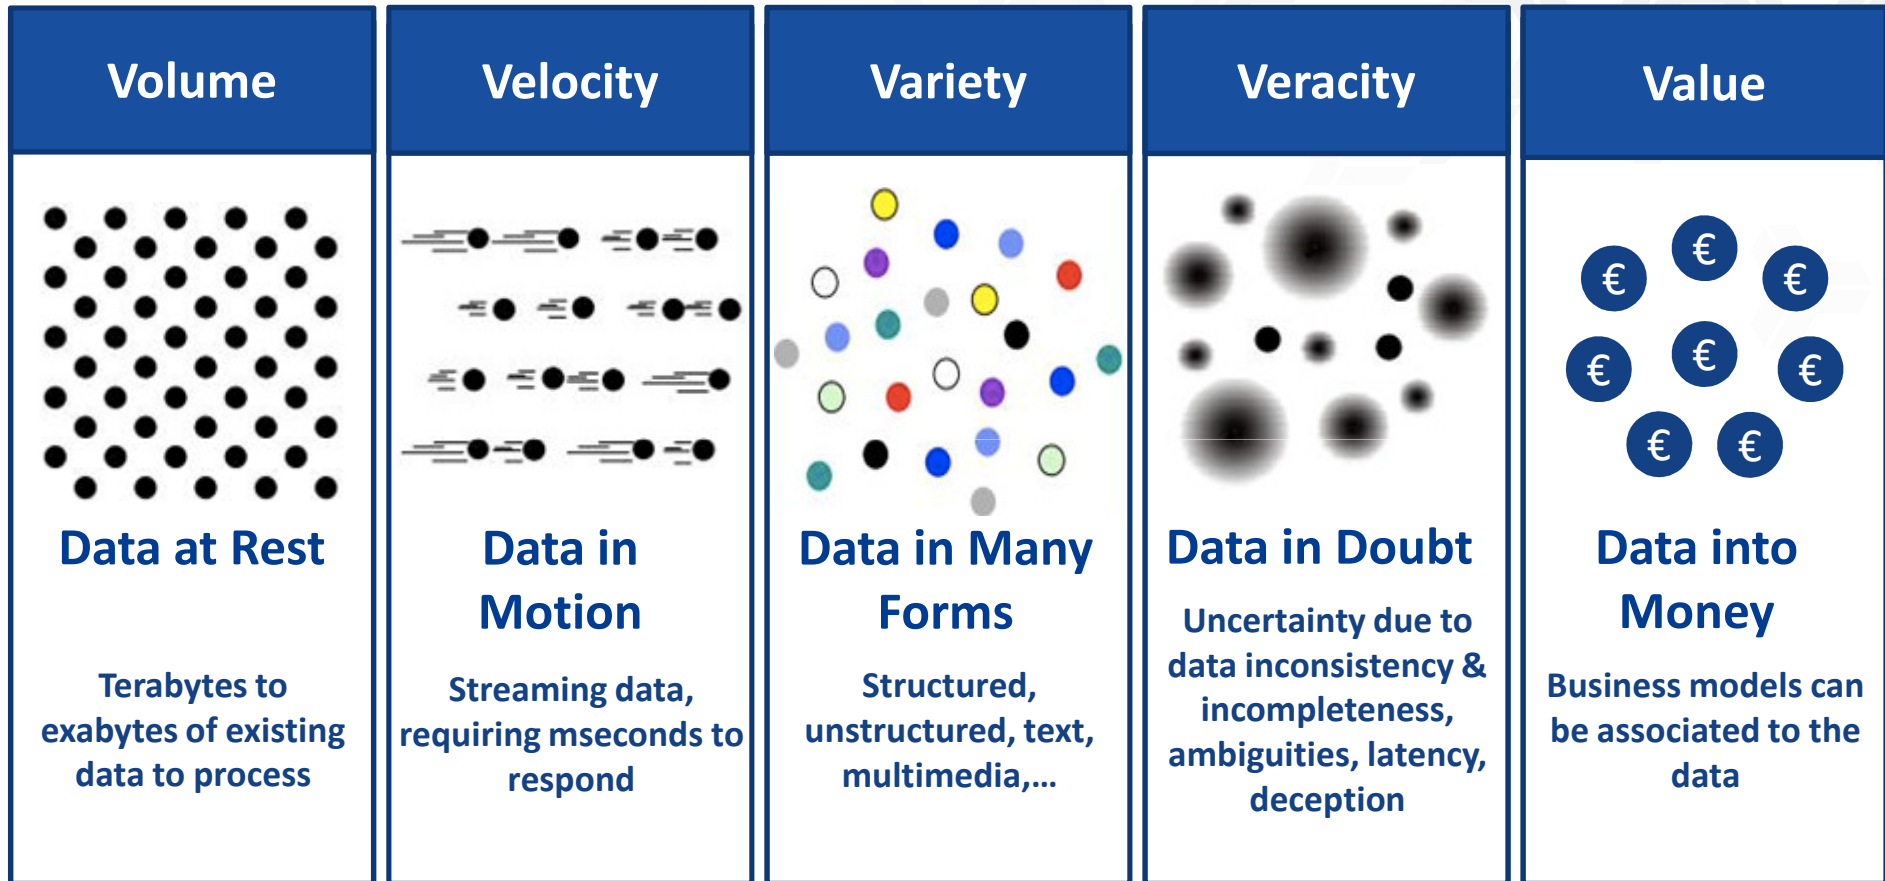 Volume
Data at Rest
Terabytes to
exabytes of existing
data to process
Velocity
Data in
Motion
Streaming data,
requiring mseconds to
respond
Variety
Data in Many
Forms
Structured,
unstructured, text,
multimedia,...
Veracity
Data in Doubt
Uncertainty due to
data inconsistency &
incompleteness,
ambiguities, latency,
deception
Value
€
€
€
€
€
€
€
€
Data into
Money
Business models can
be associated to the
data